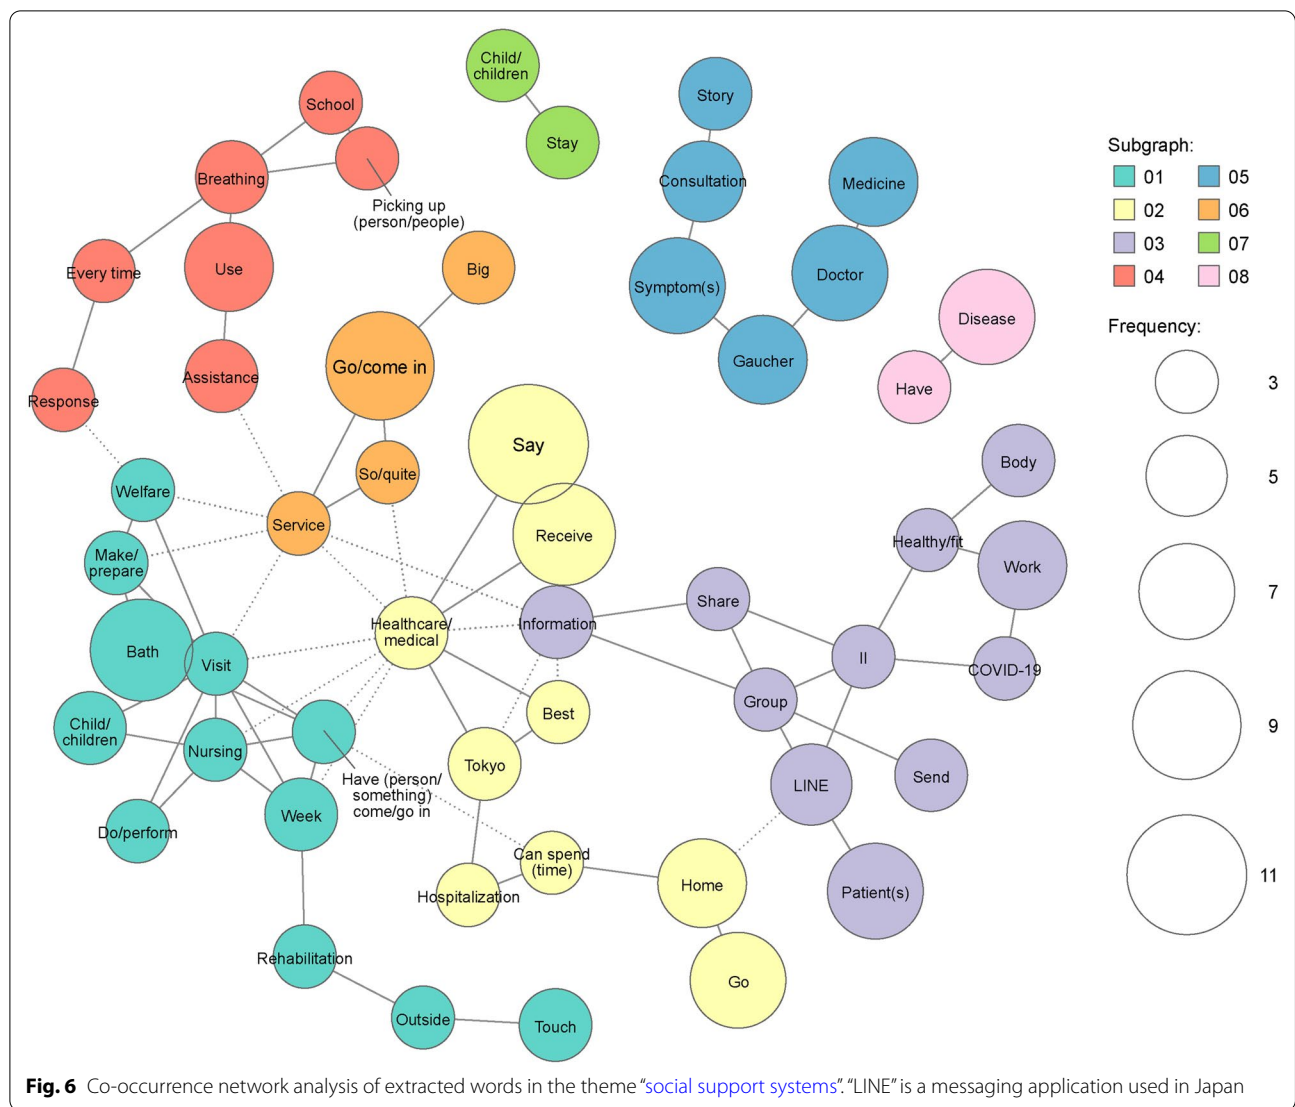 Child/
children
Stay
School
Breathing
Picking up
(person/people)
Every time
Use
Assistance
Response
Big
Go/come in
So/quite
Service
Story
Consultation
Medicine
Symptom(s)
Doctor
Gaucher
Disease
Have
Subgraph:
01 05
02 06
03 07
04 08
Frequency:
3
5
7
9
11
Say
Receive
Healthcare/
medical
Information
Best
Tokyo
Hospitalization
Can spend
(time)
Home
Go
Body
Healthy/fit
Work
Share
II
COVID-19
Group
LINE
Send
Patient(s)
Welfare
Make/
prepare
Bath
Visit
Child/
children
Nursing
Have (person/
something)
come/go in
Week
Do/perform
Rehabilitation
Outside
Touch
Fig. 6 Co-occurrence network analysis of extracted words in the theme “social support systems”. “LINE” is a messaging application used in Japan